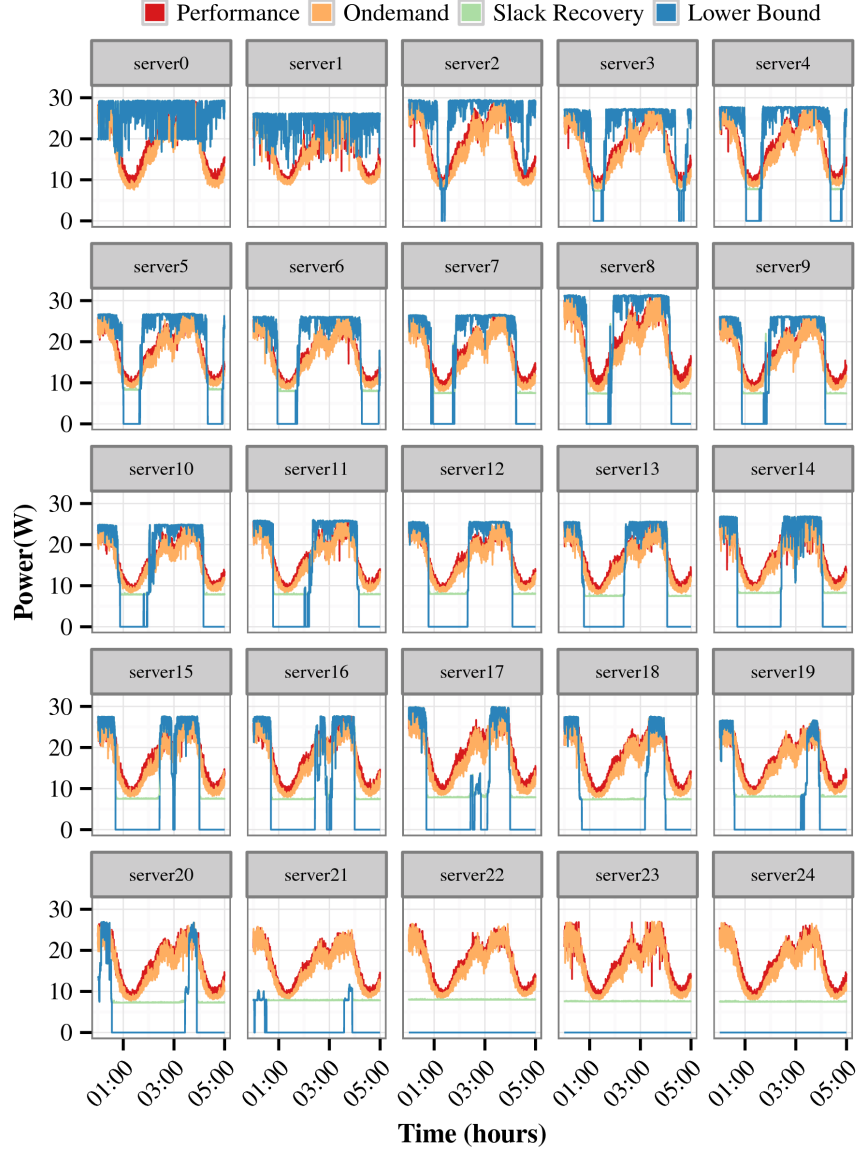 Performance Ondemand Slack Recovery Lower Bound
server0 server1 server2 server3 server4
30
20
10
0
server5 server6 server7 server8 server9
30
20
10
0
server10 server11 server12 server13 server14
30
20
10
0
server15 server16 server17 server18 server19
30
20
10
0
server20 server21 server22 server23 server24
30
20
10
0
Power(W)
01:00 03:00 05:00 01:00 03:00 05:00 01:00 03:00 05:00 01:00 03:00 05:00 01:00 03:00 05:00
Time (hours)